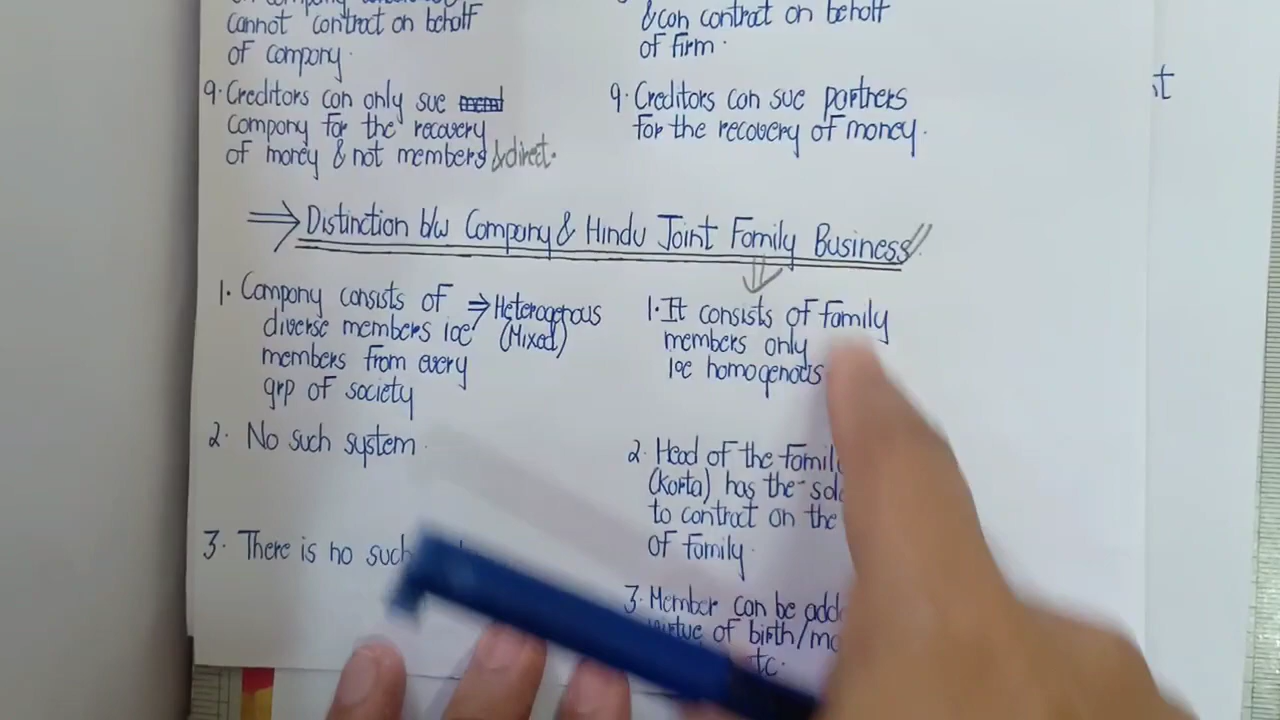 cannot contract on behalf
of company.
9. Creditors can only sue
company for the recovery
of money & not members & direct.
& can contract on behalf
of firm.
9. Creditors can sue partners
for the recovery of money.
⇒ Distinction b/w Company & Hindu Joint Family Business
1. Company consists of ⇒ Heterogenous
diverse members ioe (Mixed)
members from every
grp of society
2. No such system
3. There is no such
1. It consists of family
members only
ioe homogenous
2. Head of the
(Karta) has the
to contract on the
of family.
3. Member can be
of birth/
etc.
st